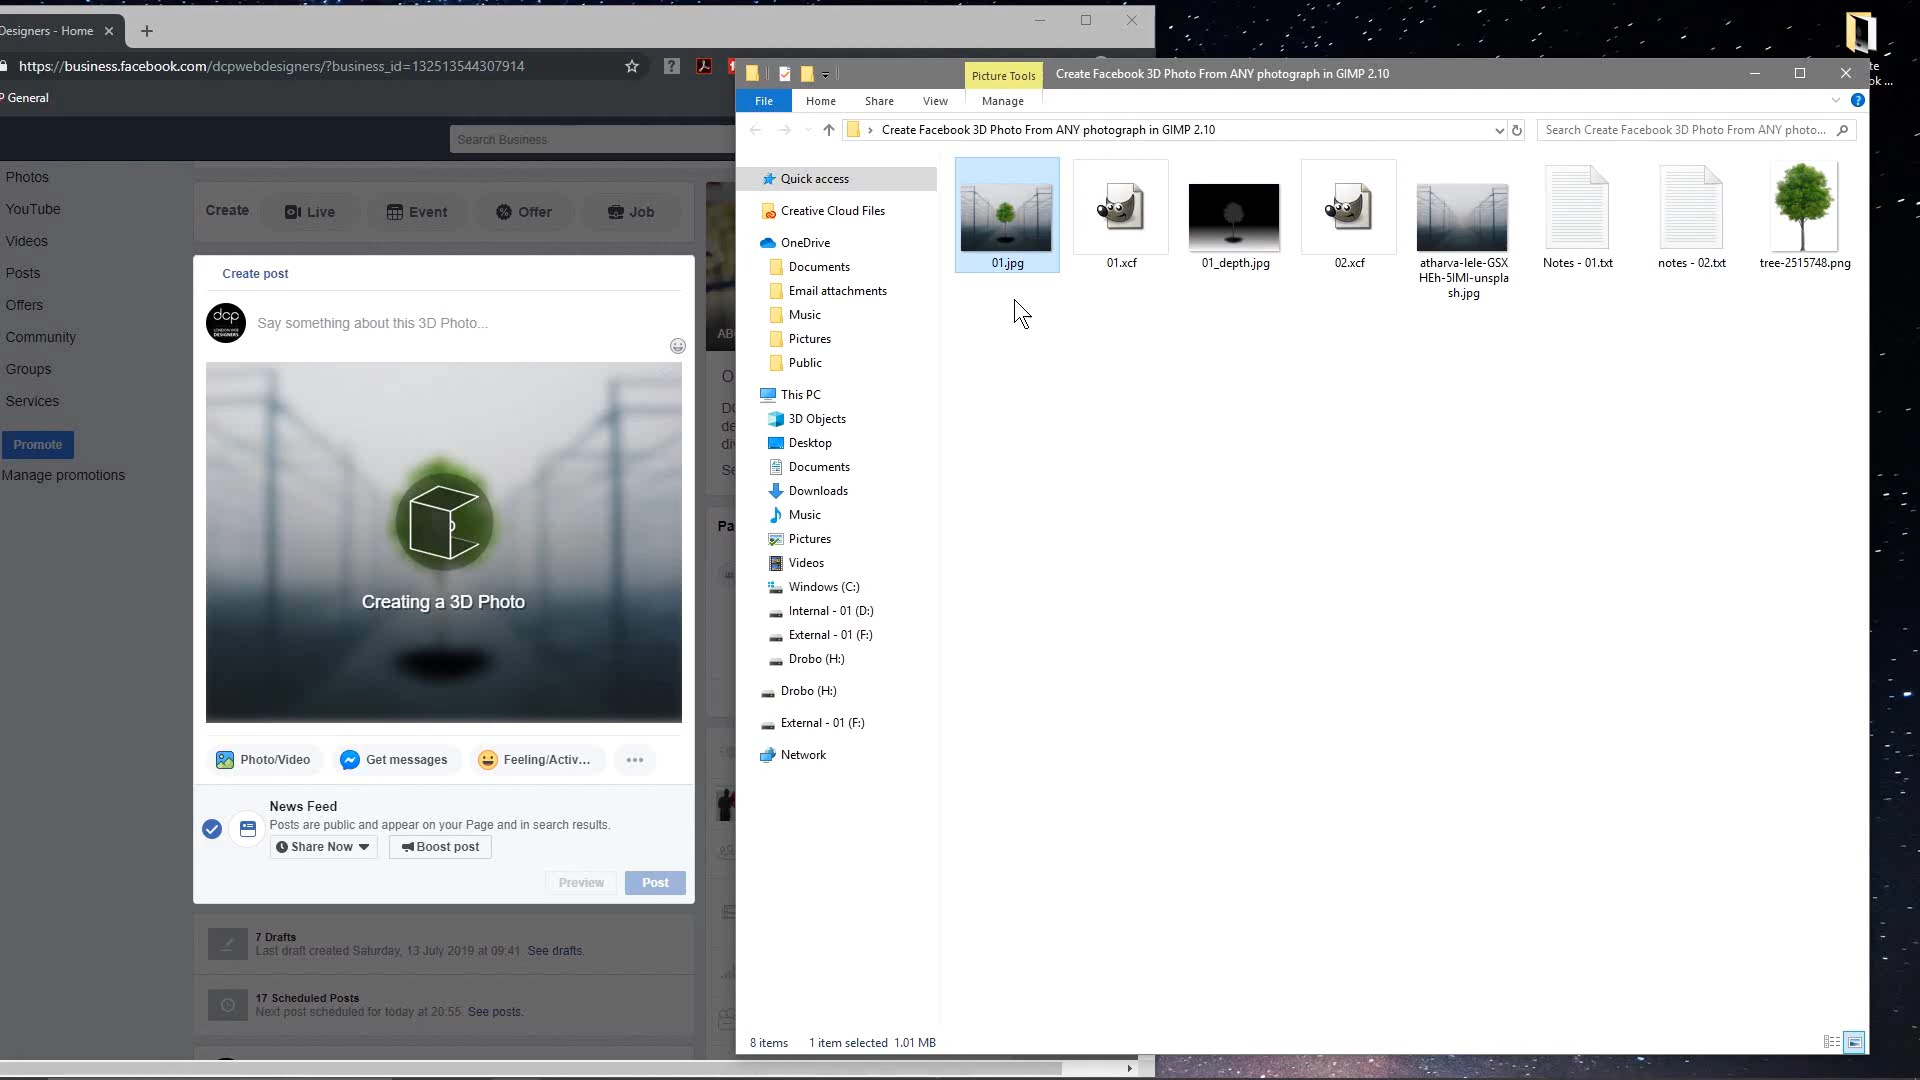 Designers - Home
https://business.facebook.com/dcpwebdesigners/?business_id=132513544307914
General
Search Business
Photos
YouTube
Videos
Posts
Offers
Community
Groups
Services
Promote
Manage promotions
Create
Live
Event
Offer
Job
Create post
dcp
LONDON WEB
DESIGNERS
Say something about this 3D Photo...
Creating a 3D Photo
Photo/Video
Get messages
Feeling/Activ...
News Feed
Posts are public and appear on your Page and in search results.
Share Now
Boost post
Preview
Post
7 Drafts
Last draft created Saturday, 13 July 2019 at 09:41 See drafts.
17 Scheduled Posts
Next post scheduled for today at 20:55. See posts.
Picture Tools
Create Facebook 3D Photo From ANY photograph in GIMP 2.10
File
Home
Share
View
Manage
Create Facebook 3D Photo From ANY photograph in GIMP 2.10
Search Create Facebook 3D Photo From ANY photo...
Quick access
Creative Cloud Files
OneDrive
Documents
Email attachments
Music
Pictures
Public
This PC
3D Objects
Desktop
Documents
Downloads
Music
Pictures
Videos
Windows (C:)
Internal - 01 (D:)
External - 01 (F:)
Drobo (H:)
Drobo (H:)
External - 01 (F:)
Network
01.jpg
01.xcf
01_depth.jpg
02.xcf
atharva-lele-GSX
HEh-5lMI-unspla
sh.jpg
Notes - 01.txt
notes - 02.txt
tree-2515748.png
8 items
1 item selected 1.01 MB